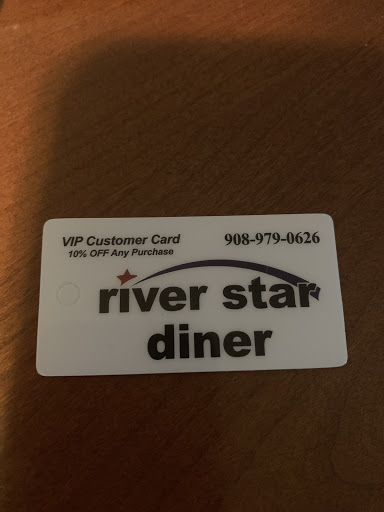 VIP Customer Card 908-979-0626
10% OFF Any Purchase
river star
diner